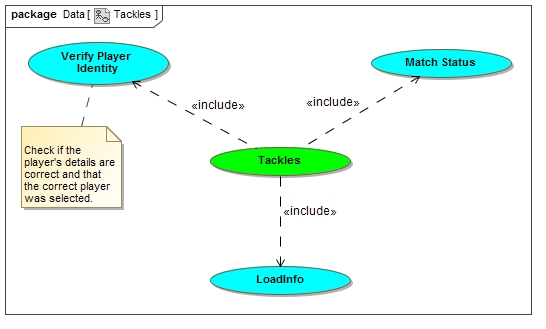 package Data [ Tackles ]
Verify Player
Identity
Match Status
«include»
«include»
Check if the
player's details are
correct and that
the correct player
was selected.
Tackles
«include»
LoadInfo